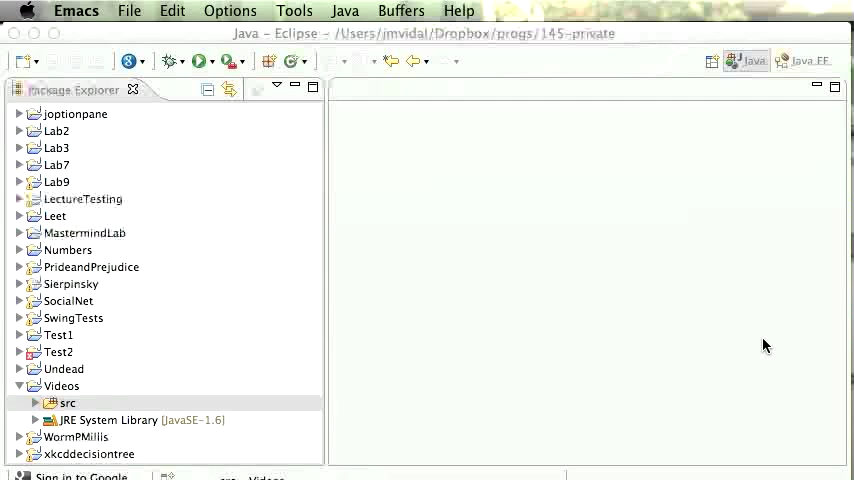 Emacs File Edit Options Tools Java Buffers Help
Java - Eclipse - /Users/jmvidal/Dropbox/progs/145-private
Java Java EE
Package Explorer
joptionpane
Lab2
Lab3
Lab7
Lab9
LectureTesting
Leet
MastermindLab
Numbers
PrideandPrejudice
Sierpinsky
SocialNet
SwingTests
Test1
Test2
Undead
Videos
src
JRE System Library [JavaSE-1.6]
WormPMillis
xkcddecisiontree
Sign in to Google
src - Videos